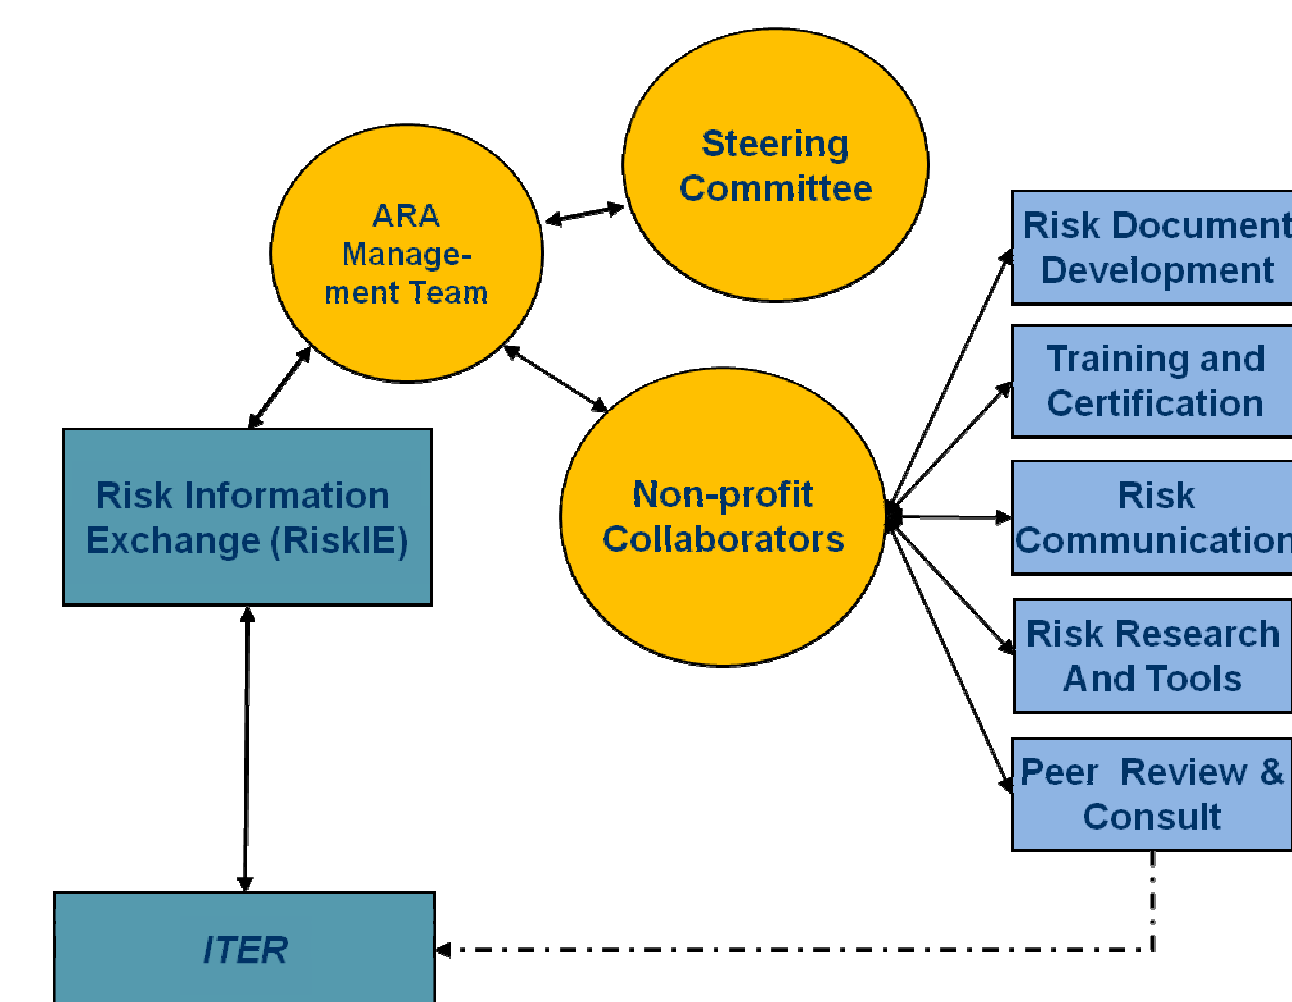 Steering
Committee
ARA
Manage-
ment Team
Risk Document
Development
Training and
Certification
Risk Information
Exchange (RiskIE)
Non-profit
Collaborators
Risk
Communication
Risk Research
And Tools
Peer Review &
Consult
ITER